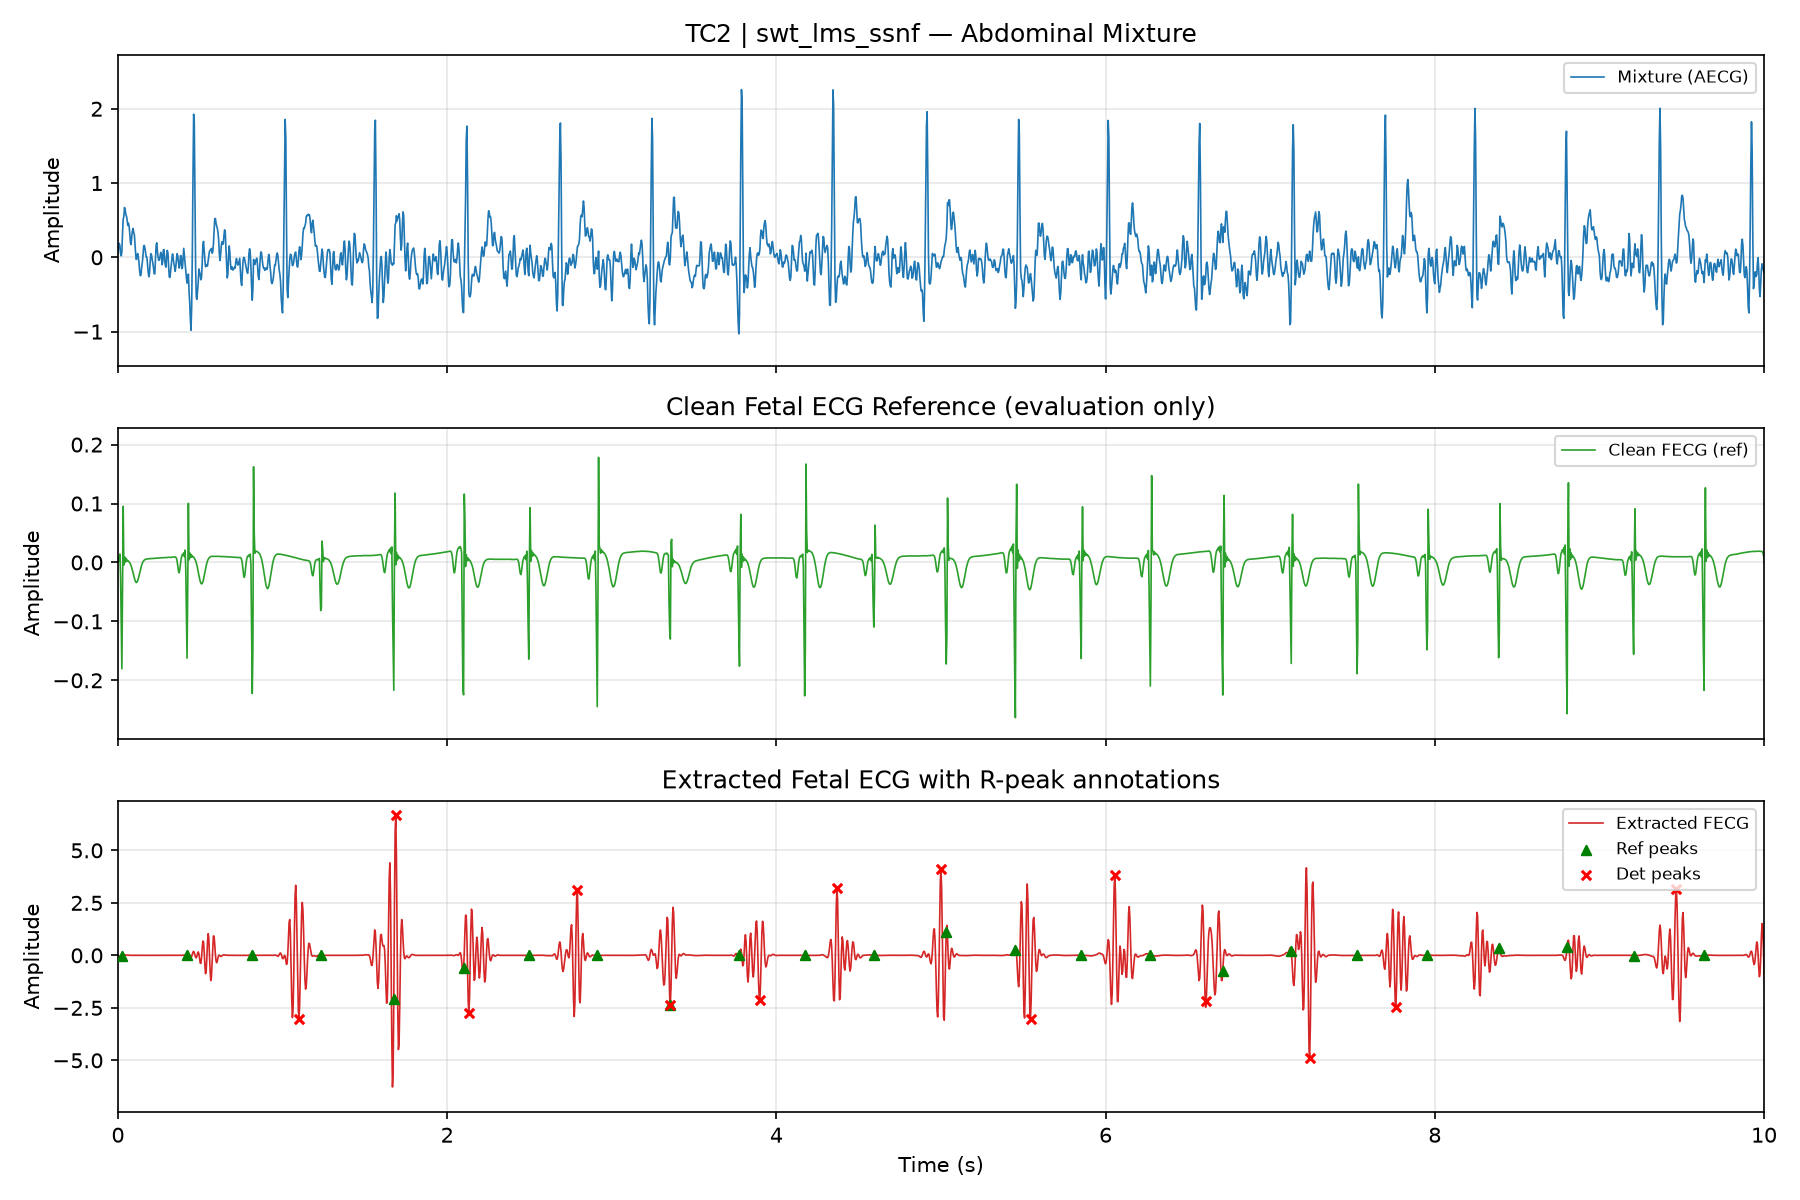 TC2 | swt_lms_ssnf — Abdominal Mixture
Mixture (AECG)
Amplitude
2
1
0
−1
Clean Fetal ECG Reference (evaluation only)
Clean FECG (ref)
Amplitude
0.2
0.1
0.0
−0.1
−0.2
Extracted Fetal ECG with R-peak annotations
Extracted FECG
Ref peaks
Det peaks
Amplitude
5.0
2.5
0.0
−2.5
−5.0
0 2 4 6 8 10
Time (s)